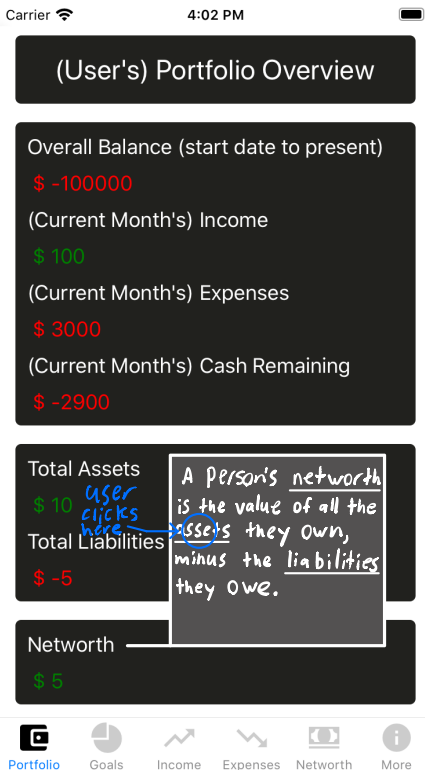 Carrier 4:02 PM
(User's) Portfolio Overview
Overall Balance (start date to present)
$ -100000
(Current Month's) Income
$ 100
(Current Month's) Expenses
$ 3000
(Current Month's) Cash Remaining
$ -2900
Total Assets
$ 10
Total Liabilities
$ -5
user
clicks
here
A person's networth
is the value of all the
assets they own,
minus the liabilities
they owe.
Networth
$ 5
Portfolio Goals Income Expenses Networth More